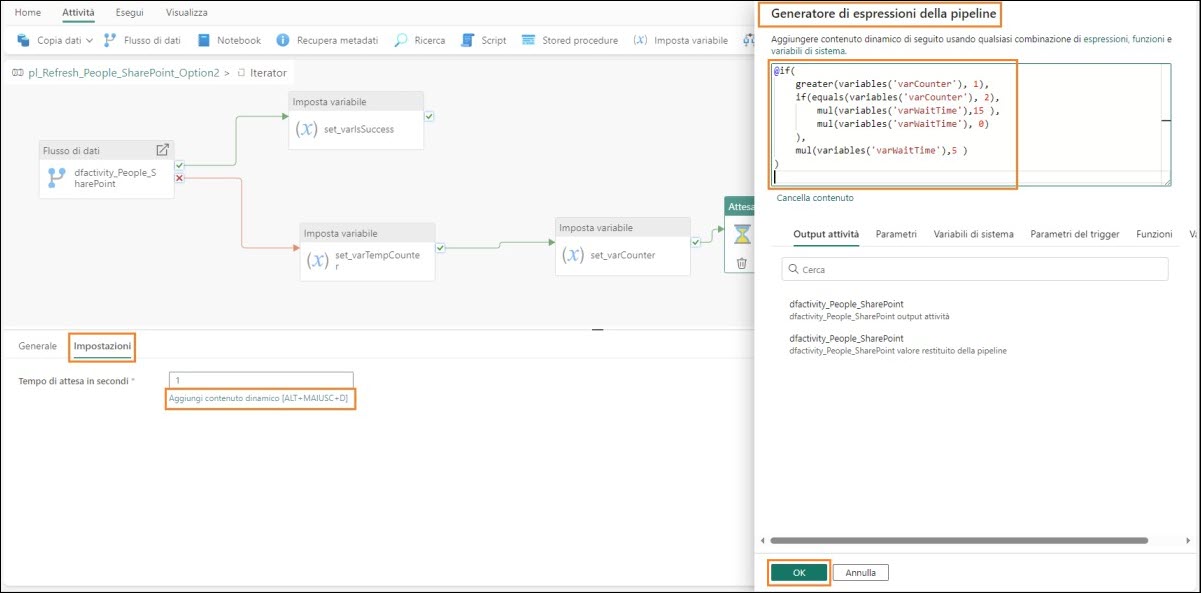 Home Attività Esegui Visualizza
Copia dati Flusso di dati Notebook Recupera metadati Ricerca Script Stored procedure (x) Imposta variabile
pl_Refresh_People_SharePoint_Option2 > Iterator
Imposta variabile
(x) set_varIsSuccess
Flusso di dati
dfactivity_People_S
harePoint
Imposta variabile
(x) set_varTempCounte
r
Imposta variabile
(x) set_varCounter
Attesa
Generale Impostazioni
Tempo di attesa in secondi * 1
Aggiungi contenuto dinamico [ALT+MAIUSC+D]
Generatore di espressioni della pipeline
Aggiungere contenuto dinamico di seguito usando qualsiasi combinazione di espressioni, funzioni e
variabili di sistema.
@if(
greater(variables('varCounter'), 1),
if(equals(variables('varCounter'), 2),
mul(variables('varWaitTime'),15 ),
mul(variables('varWaitTime'), 0)
),
mul(variables('varWaitTime'),5 )
)
Cancella contenuto
Output attività Parametri Variabili di sistema Parametri del trigger Funzioni
Cerca
dfactivity_People_SharePoint
dfactivity_People_SharePoint output attività
dfactivity_People_SharePoint
dfactivity_People_SharePoint valore restituito della pipeline
OK Annulla